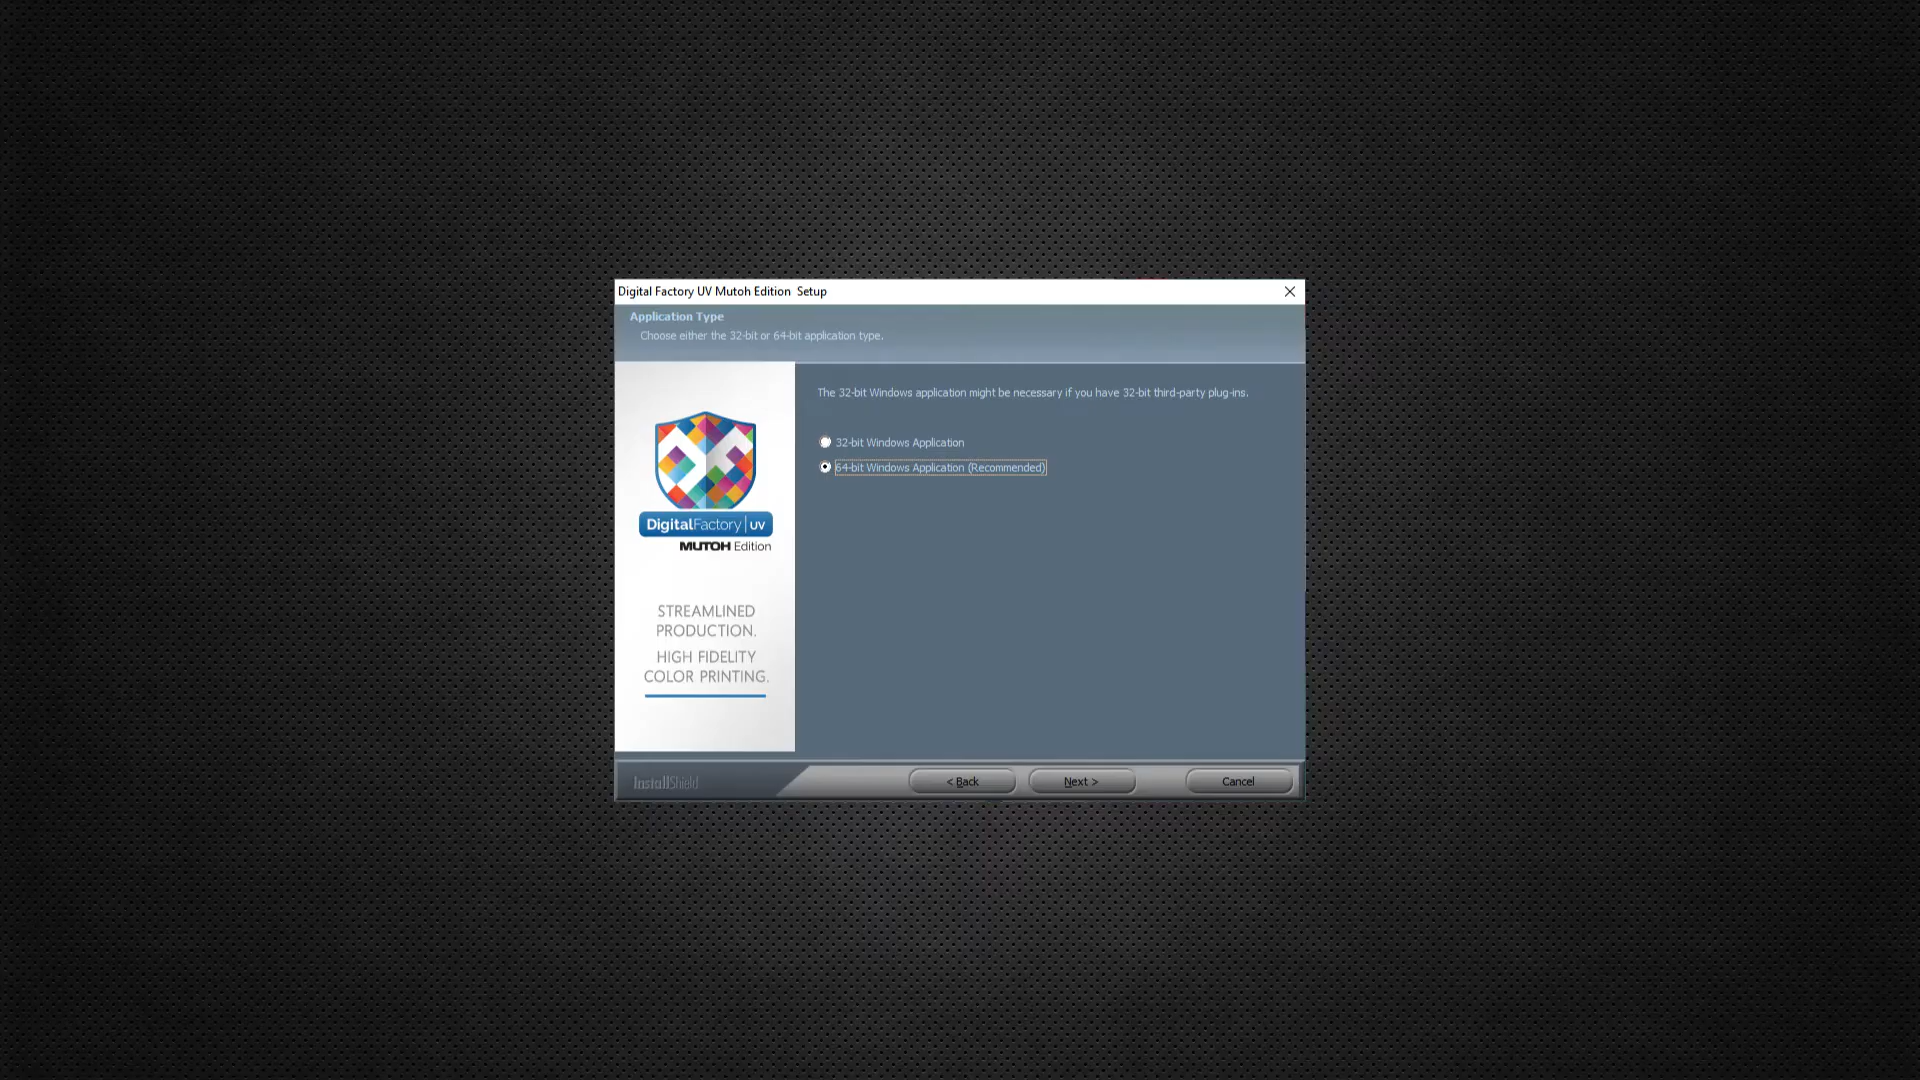 Digital Factory UV Mutoh Edition  Setup
Application Type
Choose either the 32-bit or 64-bit application type.
The 32-bit Windows application might be necessary if you have 32-bit third-party plug-ins.
32-bit Windows Application
64-bit Windows Application (Recommended)
DigitalFactory|UV
MUTOH Edition
STREAMLINED
PRODUCTION.
HIGH FIDELITY
COLOR PRINTING.
InstallShield
< Back
Next >
Cancel